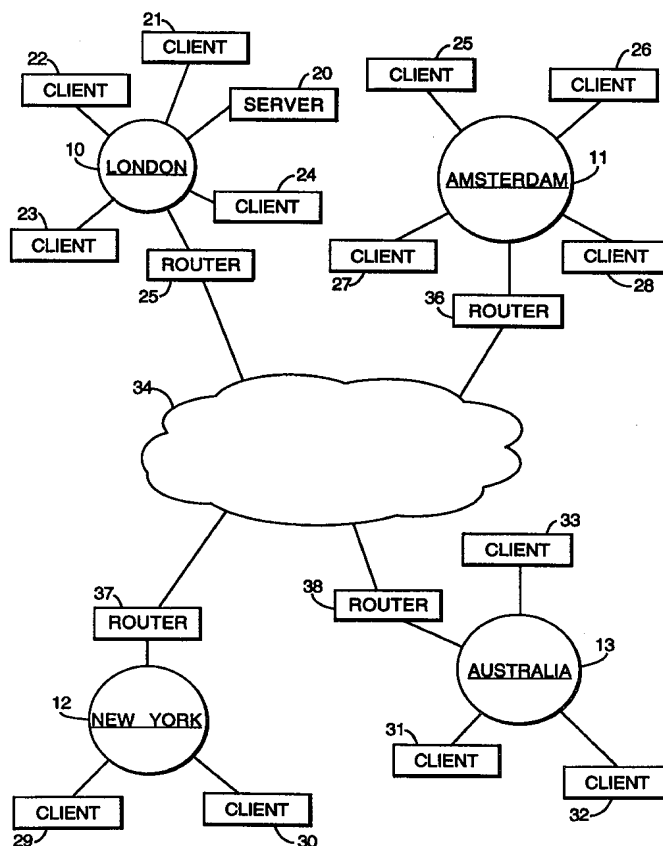 21
CLIENT
22
CLIENT
20
SERVER
10
LONDON
24
CLIENT
23
CLIENT
ROUTER
25
25
CLIENT
26
CLIENT
AMSTERDAM
11
CLIENT
27
CLIENT
28
36
ROUTER
34
37
ROUTER
12
NEW YORK
CLIENT
29
CLIENT
30
33
CLIENT
38
ROUTER
13
AUSTRALIA
31
CLIENT
CLIENT
32